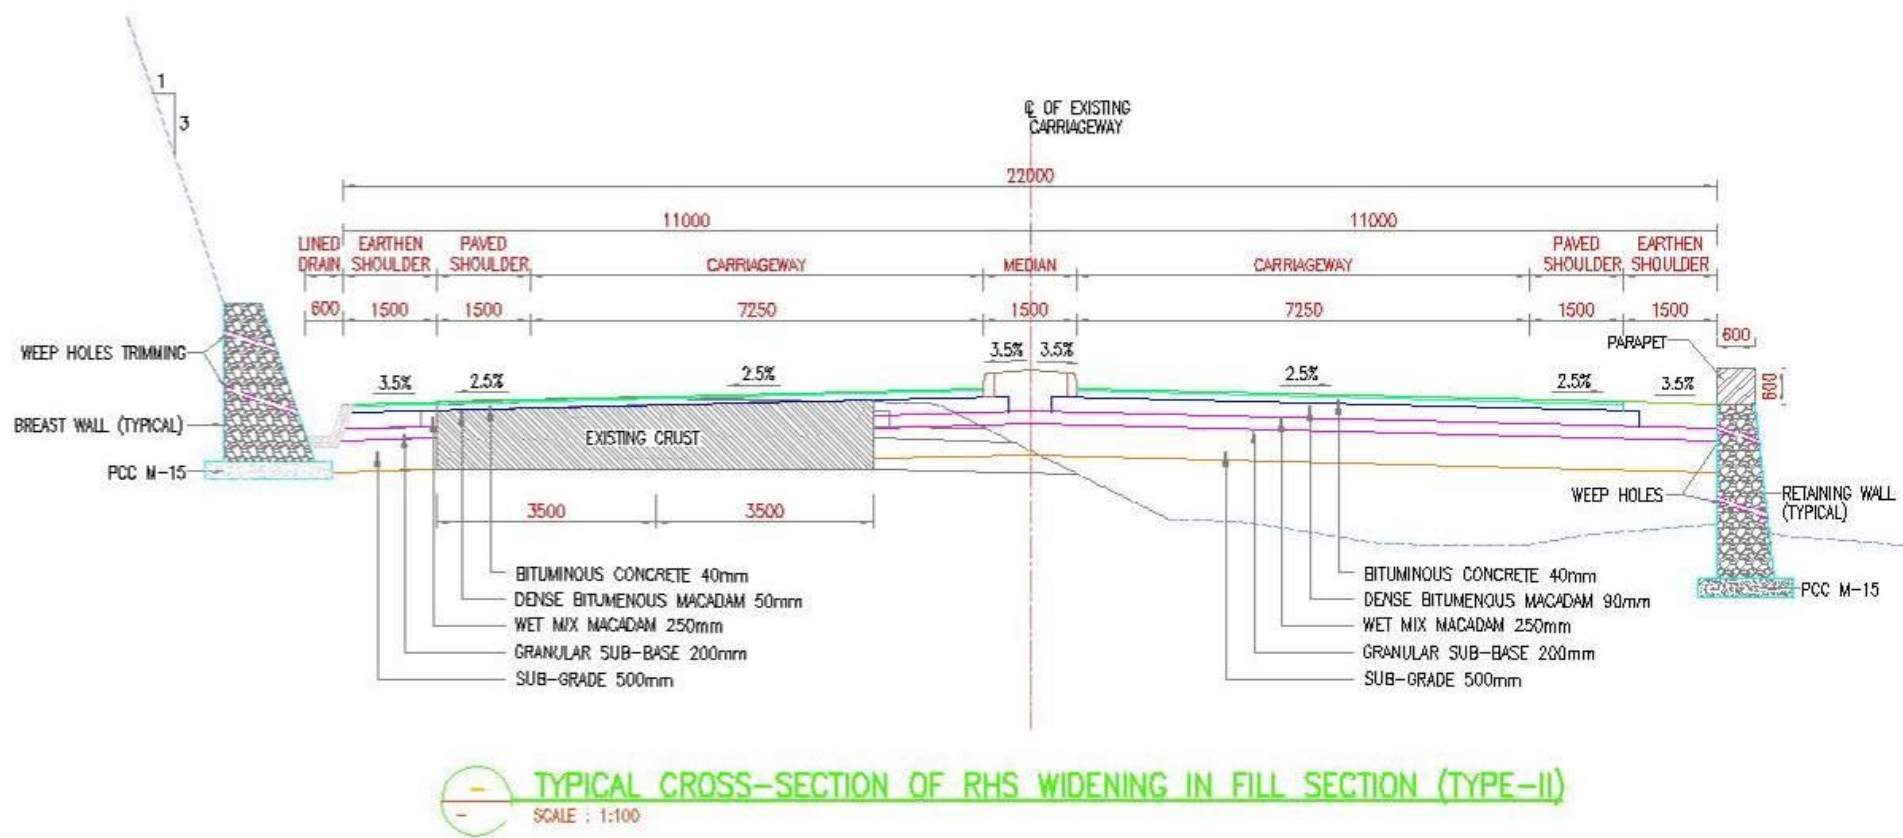 1
3
℄ OF EXISTING
CARRIAGEWAY
22000
11000
11000
LINED
DRAIN
EARTHEN
SHOULDER
PAVED
SHOULDER
CARRIAGEWAY
MEDIAN
CARRIAGEWAY
PAVED
SHOULDER
EARTHEN
SHOULDER
600
1500
1500
7250
1500
7250
1500
1500
600
WEEP HOLES TRIMMING
3.5%
2.5%
2.5%
3.5%
3.5%
2.5%
2.5%
3.5%
PARAPET
600
BREAST WALL (TYPICAL)
EXISTING CRUST
PCC M-15
WEEP HOLES
RETAINING WALL
(TYPICAL)
3500
3500
BITUMINOUS CONCRETE 40mm
DENSE BITUMENOUS MACADAM 50mm
WET MIX MACADAM 250mm
GRANULAR SUB-BASE 200mm
SUB-GRADE 500mm
BITUMINOUS CONCRETE 40mm
DENSE BITUMENOUS MACADAM 90mm
WET MIX MACADAM 250mm
GRANULAR SUB-BASE 200mm
SUB-GRADE 500mm
PCC M-15
TYPICAL CROSS-SECTION OF RHS WIDENING IN FILL SECTION (TYPE-II)
SCALE : 1:100